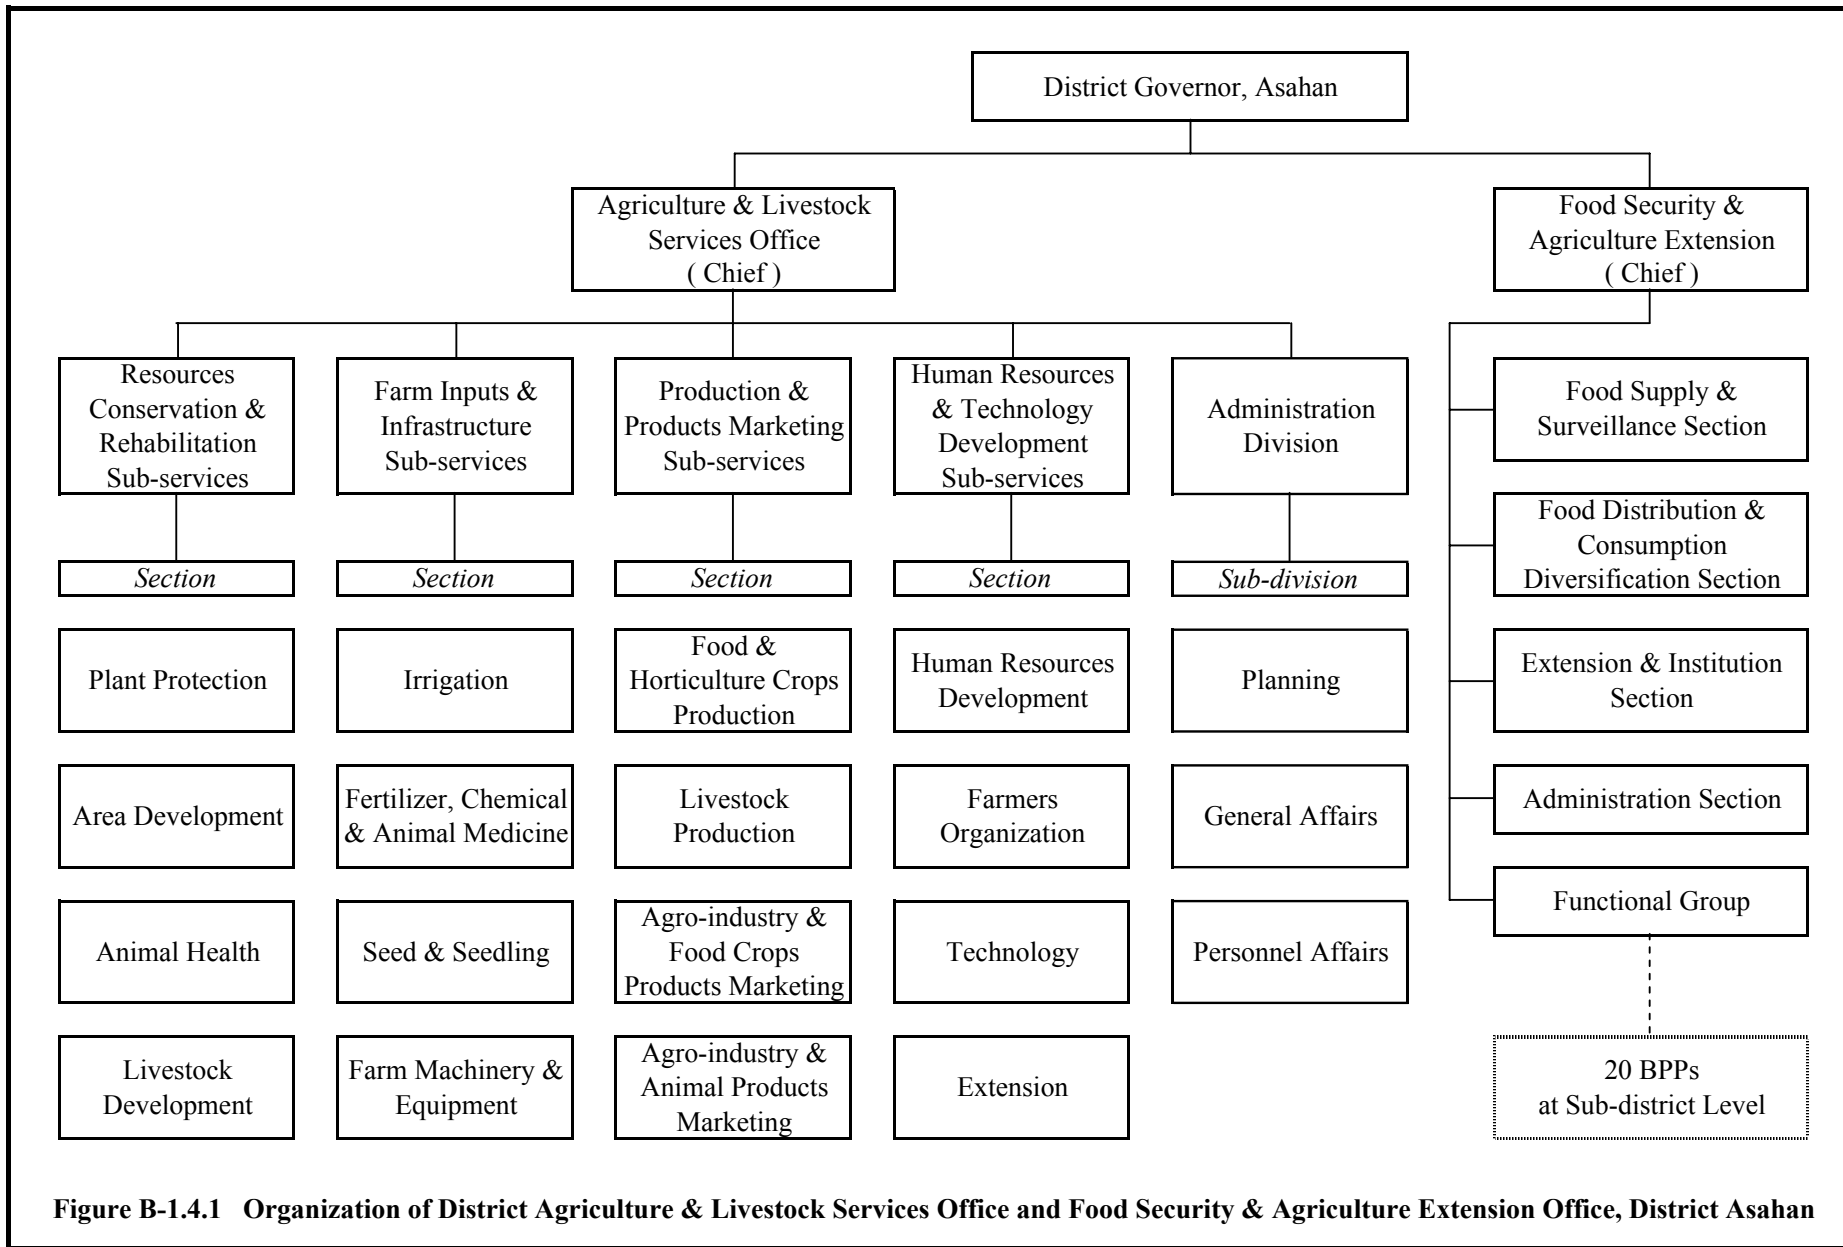 District Governor, Asahan
Agriculture & Livestock
Services Office
( Chief )
Food Security &
Agriculture Extension
( Chief )
Resources
Conservation &
Rehabilitation
Sub-services
Farm Inputs &
Infrastructure
Sub-services
Production &
Products Marketing
Sub-services
Human Resources
& Technology
Development
Sub-services
Administration
Division
Food Supply &
Surveillance Section
Food Distribution &
Consumption
Diversification Section
Section
Section
Section
Section
Sub-division
Plant Protection
Irrigation
Food &
Horticulture Crops
Production
Human Resources
Development
Planning
Extension & Institution
Section
Area Development
Fertilizer, Chemical
& Animal Medicine
Livestock
Production
Farmers
Organization
General Affairs
Administration Section
Animal Health
Seed & Seedling
Agro-industry &
Food Crops
Products Marketing
Technology
Personnel Affairs
Functional Group
Livestock
Development
Farm Machinery &
Equipment
Agro-industry &
Animal Products
Marketing
Extension
20 BPPs
at Sub-district Level
Figure B-1.4.1 Organization of District Agriculture & Livestock Services Office and Food Security & Agriculture Extension Office, District Asahan